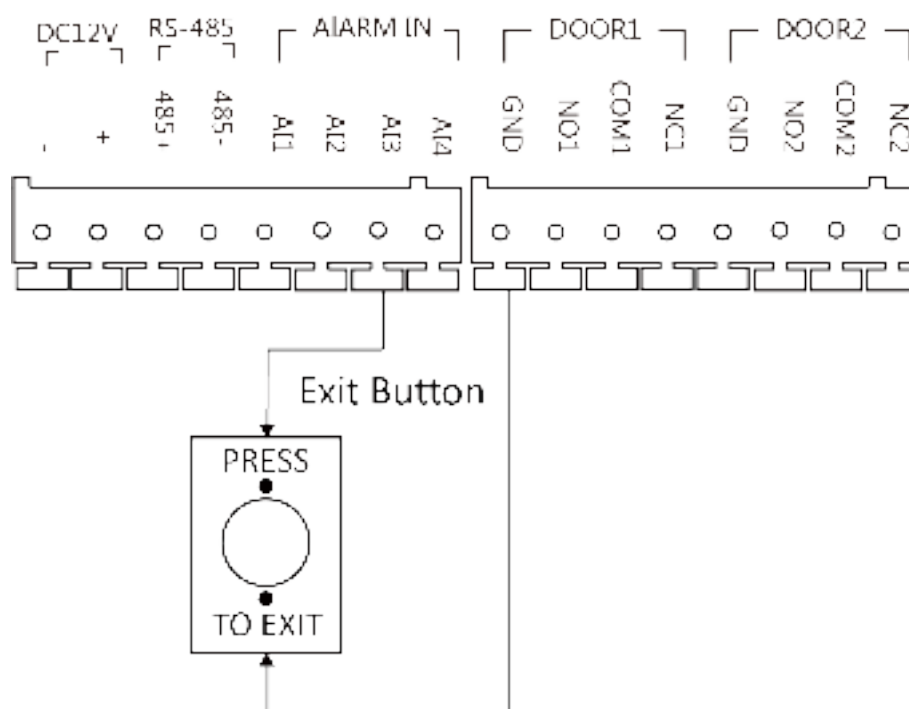 DC12V RS-485 AlARM IN DOOR1 DOOR2
- + 485+ 485- AI1 AI2 AI3 AI4 GND NO1 COM1 NC1 GND NO2 COM2 NC2
Exit Button
PRESS
TO EXIT